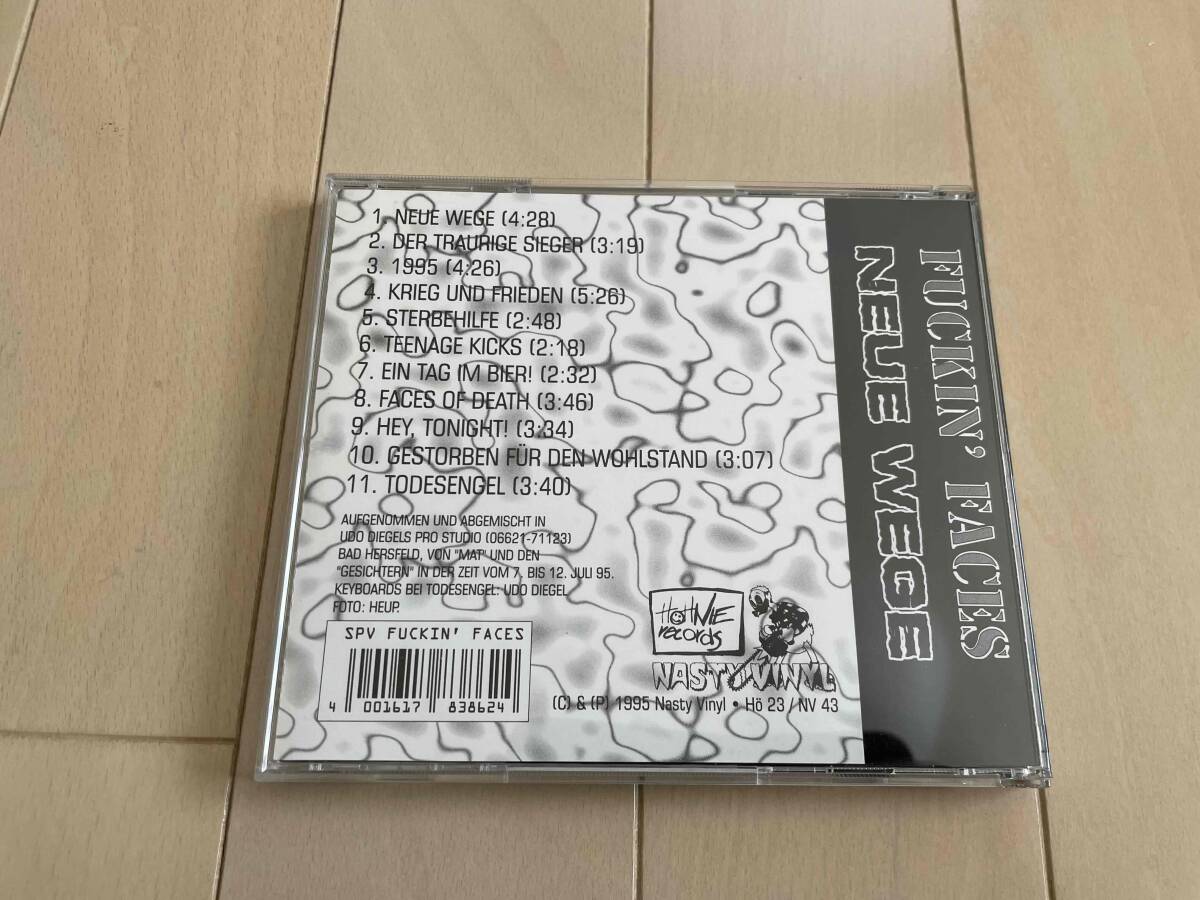 1. NEUE WEGE (4:28)
2. DER TRAURIGE SIEGER (3:19)
3. 1995 (4:26)
4. KRIEG UND FRIEDEN (5:26)
5. STERBEHILFE (2:48)
6. TEENAGE KICKS (2:18)
7. EIN TAG IM BIER! (2:32)
8. FACES OF DEATH (3:46)
9. HEY, TONIGHT! (3:34)
10. GESTORBEN FÜR DEN WOHLSTAND (3:07)
11. TODESENGEL (3:40)
AUFGENOMMEN UND ABGEMISCHT IN
UDO DIEGELS PRO STUDIO (06621-71123)
BAD HERSFELD, VON "MAT" UND DEN
"GESICHTERN" IN DER ZEIT VOM 7. BIS 12. JULI 95.
KEYBOARDS BEI TODESENGEL: UDO DIEGEL
FOTO: HEUP.
SPV FUCKIN' FACES
4 001617 838624
HÖHNIE
records
NASTY VINYL
(C) & (P) 1995 Nasty Vinyl • Hö 23 / NV 43
FUCKIN' FACES
NEUE WEGE